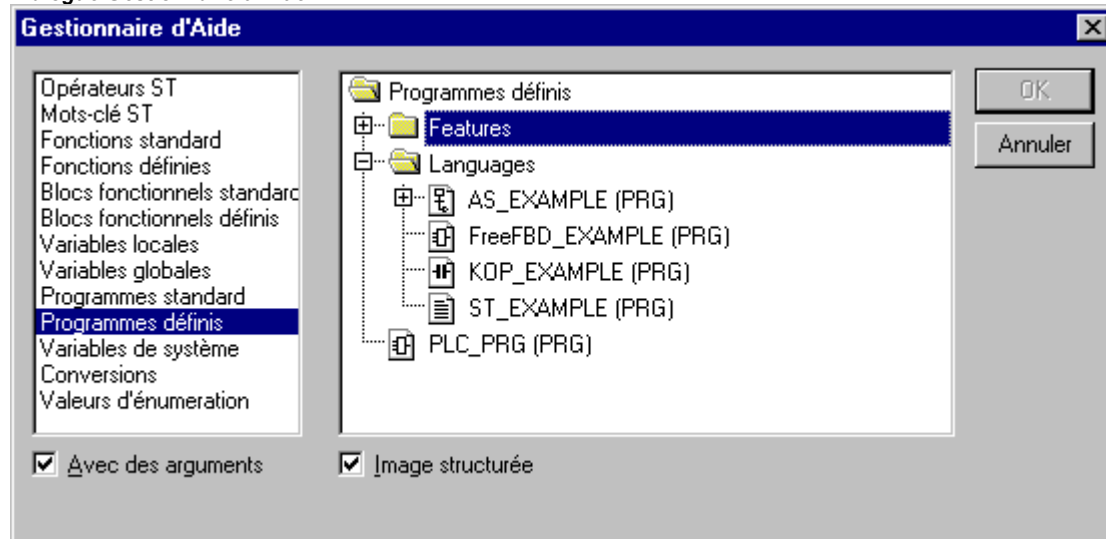 Gestionnaire d'Aide
Opérateurs ST
Mots-clé ST
Fonctions standard
Fonctions définies
Blocs fonctionnels standard
Blocs fonctionnels définis
Variables locales
Variables globales
Programmes standard
Programmes définis
Variables de système
Conversions
Valeurs d'énumeration
Avec des arguments
Programmes définis
Features
Languages
AS_EXAMPLE (PRG)
FreeFBD_EXAMPLE (PRG)
KOP_EXAMPLE (PRG)
ST_EXAMPLE (PRG)
PLC_PRG (PRG)
Image structurée
OK
Annuler